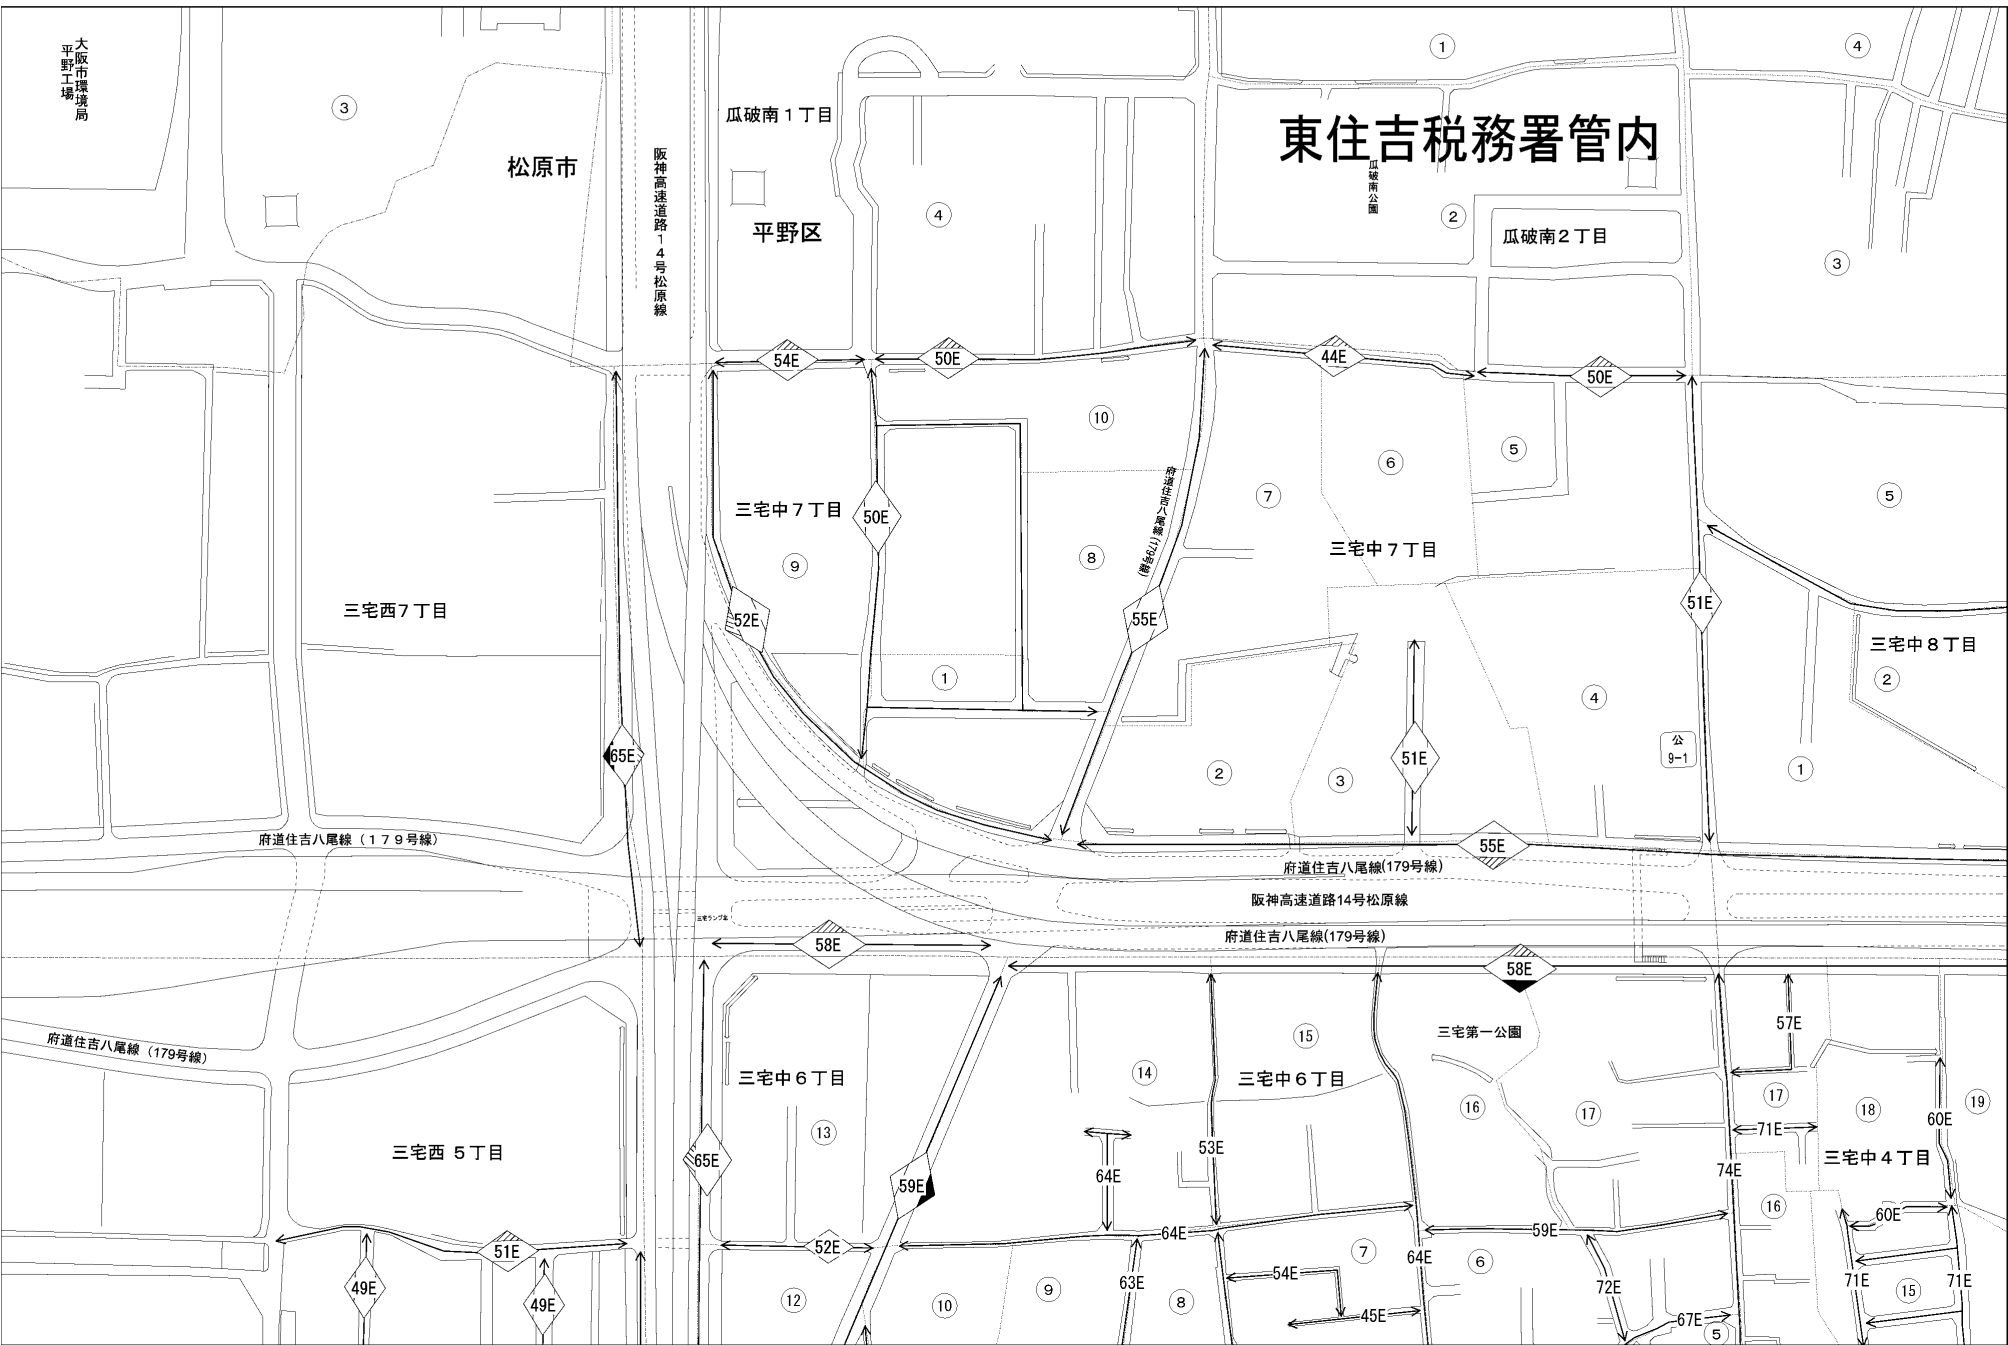 大阪市環境局
平野工場
③
松原市
阪神高速道路14号松原線
瓜破南1丁目
平野区
④
①
④
東住吉税務署管内
瓜破南公園
②
瓜破南2丁目
③
54E
50E
44E
50E
⑩
⑥
⑤
⑦
⑤
三宅中7丁目
50E
府道住吉八尾線(179号線)
三宅中7丁目
⑨
⑧
三宅西7丁目
52E
55E
51E
三宅中8丁目
①
④
②
65E
②
③
51E
公
9-1
①
府道住吉八尾線(179号線)
55E
府道住吉八尾線(179号線)
阪神高速道路14号松原線
三宅ランプ北
58E
府道住吉八尾線(179号線)
58E
府道住吉八尾線(179号線)
57E
三宅第一公園
⑮
⑭
三宅中6丁目
三宅中6丁目
⑯
⑰
⑰
⑱
⑲
60E
⑬
71E
三宅西 5丁目
65E
53E
64E
74E
三宅中4丁目
59E
⑯
60E
51E
52E
64E
59E
⑦
64E
⑥
49E
49E
63E
54E
72E
71E
⑮
71E
⑫
⑩
⑨
⑧
45E
67E
⑤